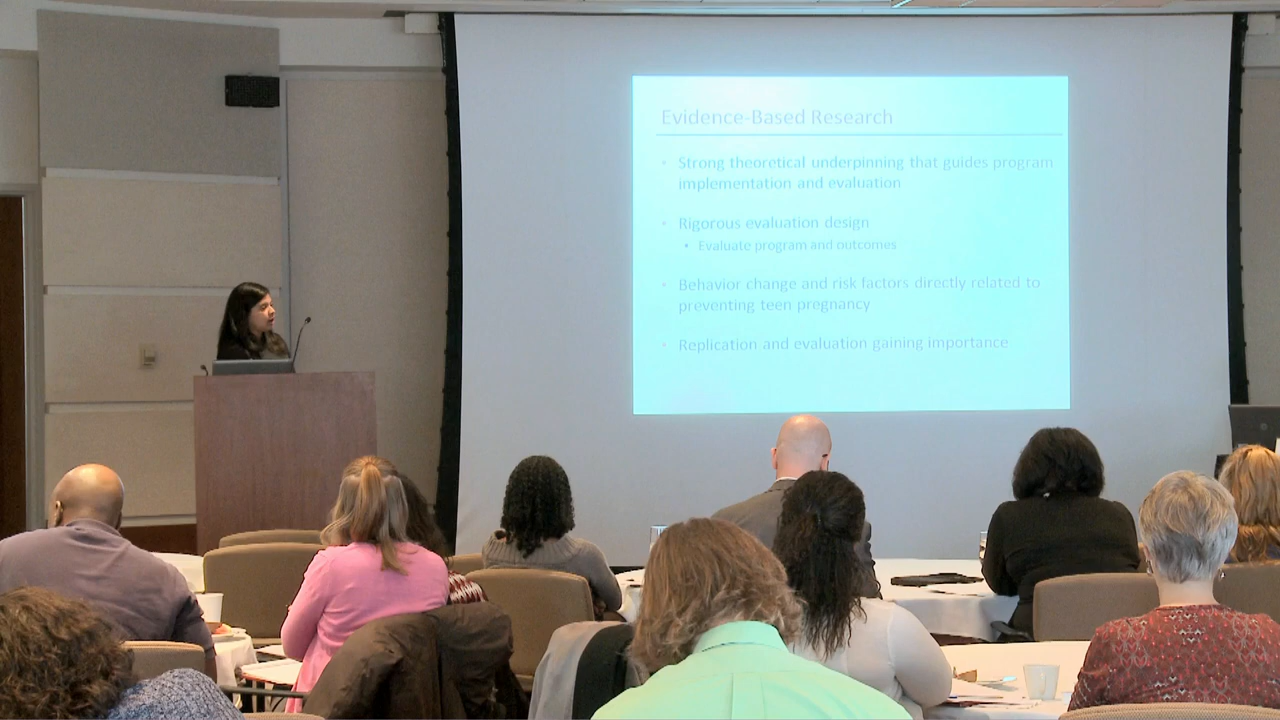 Evidence-Based Research
• Strong theoretical underpinning that guides program
implementation and evaluation
• Rigorous evaluation design
• Evaluate program and outcomes
• Behavior change and risk factors directly related to
preventing teen pregnancy
• Replication and evaluation gaining importance